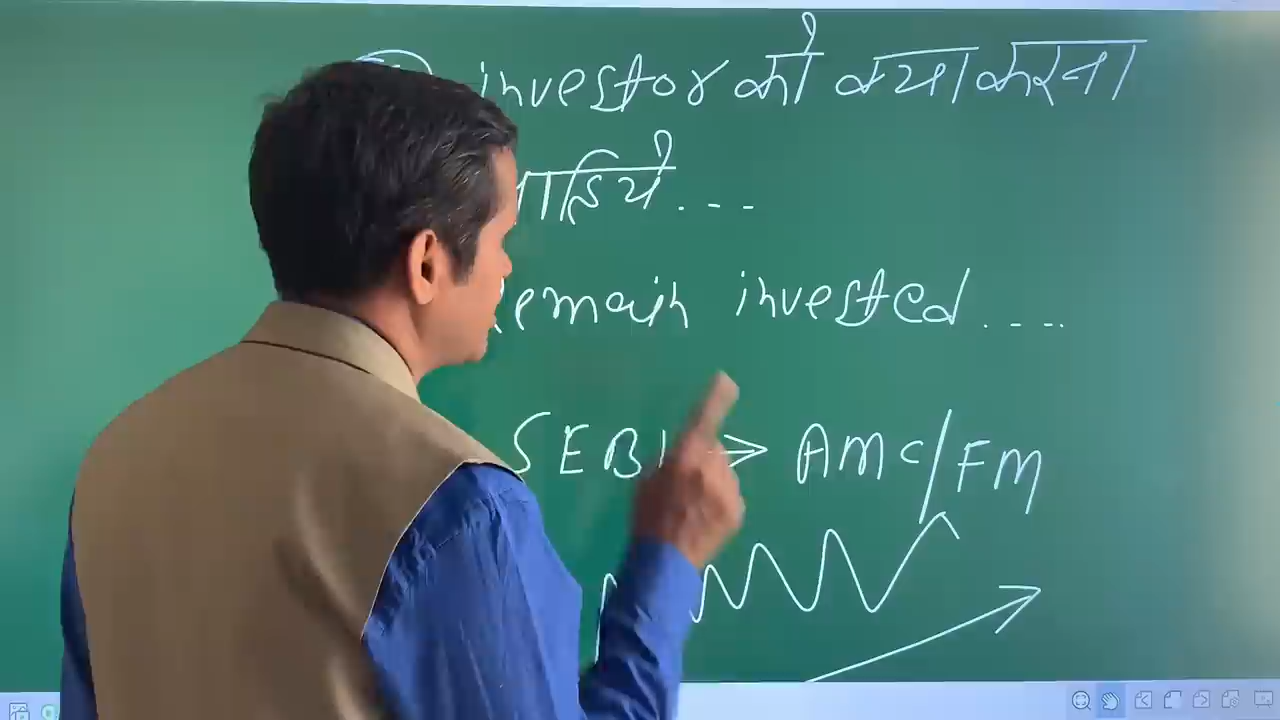 investor को क्या करना
हिये...
Remain invested....
SEBI → AMC/FM